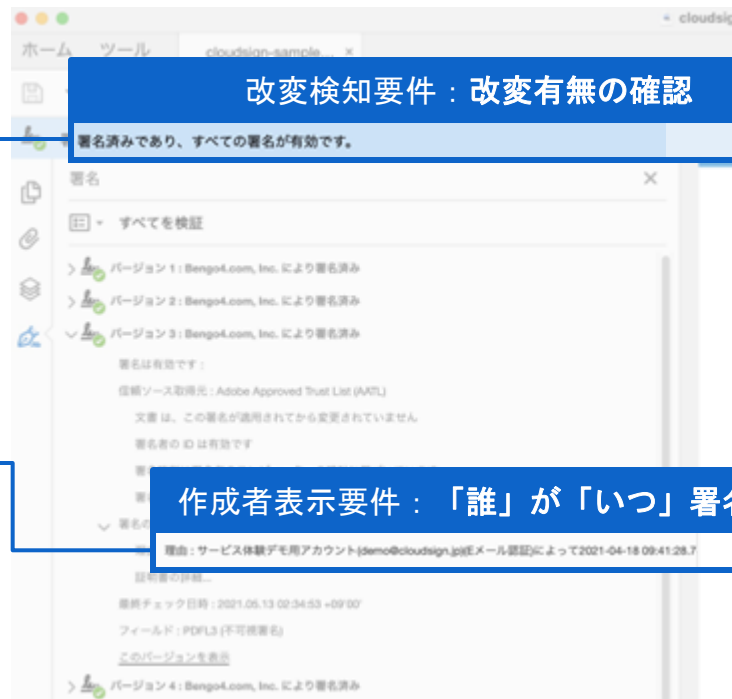 cloudsig
ホーム ツール cloudsign-sample... ×
改変検知要件：改変有無の確認
署名済みであり、すべての署名が有効です。
署名
すべてを検証
バージョン 1 : Bengo4.com, Inc. により署名済み
バージョン 2 : Bengo4.com, Inc. により署名済み
バージョン 3 : Bengo4.com, Inc. により署名済み
署名は有効です :
信頼ソース取得元 : Adobe Approved Trust List (AATL)
文書 は、この署名が適用されてから変更されていません
署名者の ID は有効です
作成者表示要件：「誰」が「いつ」署名
署名の
理由 : サービス体験デモ用アカウント(demo@cloudsign.jp)(Eメール認証)によって2021-04-18 09:41:28.7
証明書の詳細...
最終チェック日時 : 2021.05.13 02:34:53 +09'00'
フィールド : PDFL3 (不可視署名)
このバージョンを表示
バージョン 4 : Bengo4.com, Inc. により署名済み